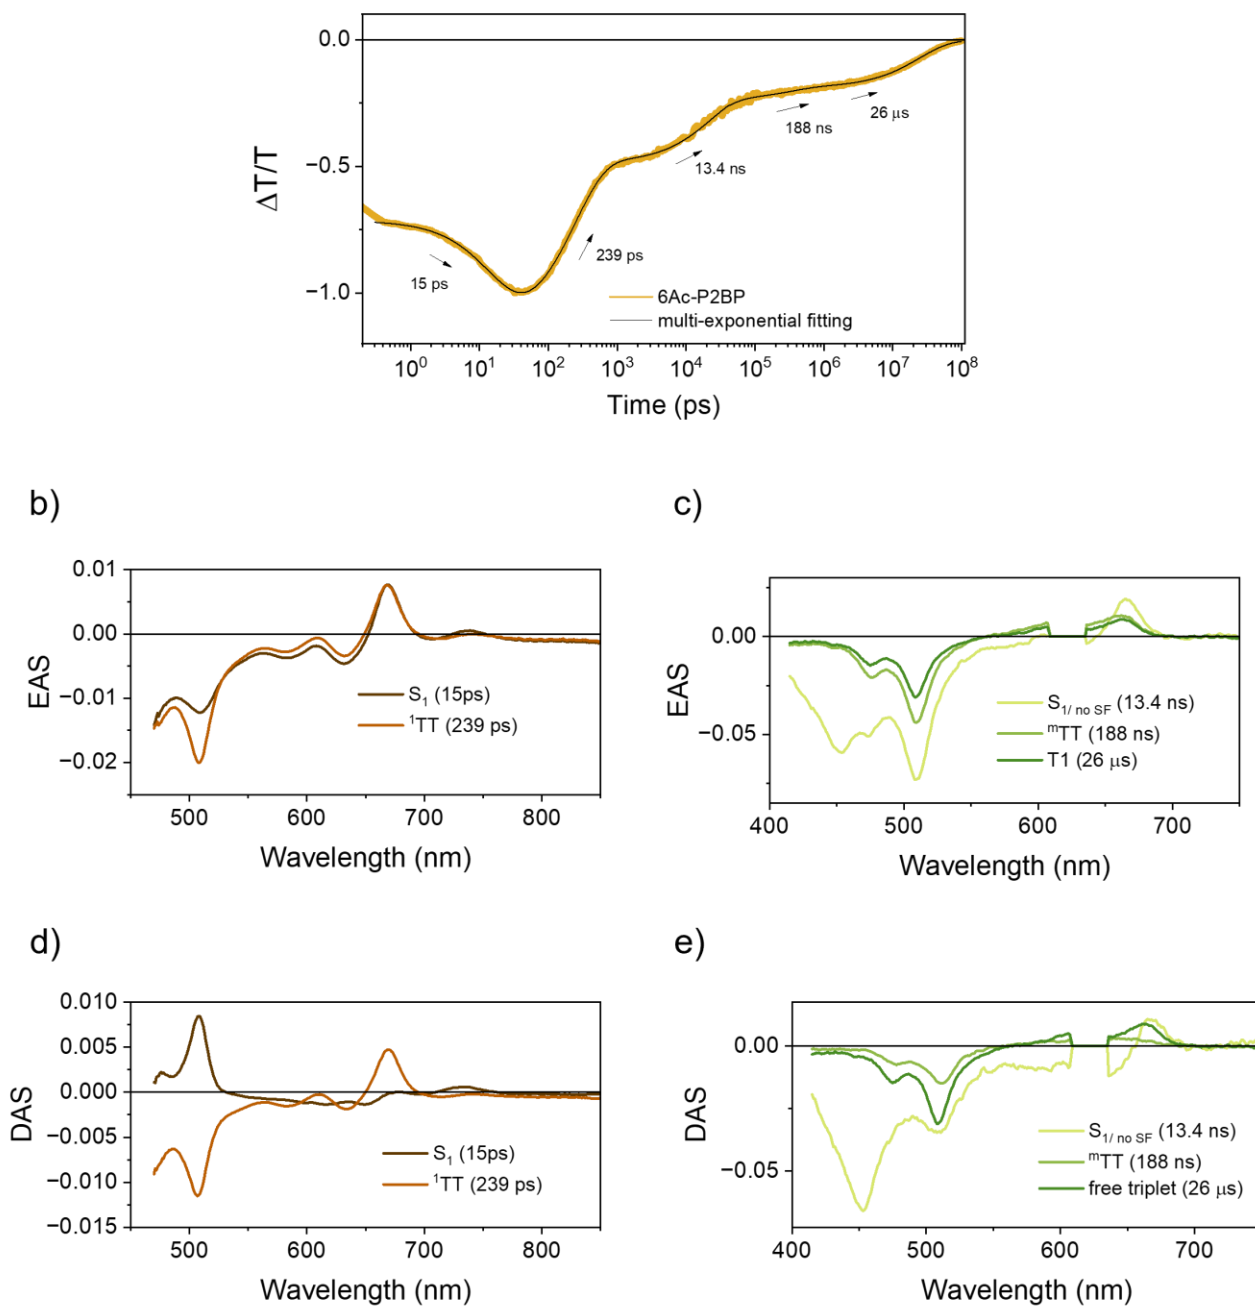 0.0
−0.5
−1.0
ΔT/T
15 ps
239 ps
13.4 ns
188 ns
26 μs
6Ac-P2BP
multi-exponential fitting
10⁰ 10¹ 10² 10³ 10⁴ 10⁵ 10⁶ 10⁷ 10⁸
Time (ps)
b)
0.01
0.00
−0.01
−0.02
EAS
S₁ (15ps)
¹TT (239 ps)
500 600 700 800
Wavelength (nm)
c)
0.00
−0.05
EAS
S₁/ no SF (13.4 ns)
ᵐTT (188 ns)
T1 (26 μs)
400 500 600 700
Wavelength (nm)
d)
0.010
0.005
0.000
−0.005
−0.010
−0.015
DAS
S₁ (15ps)
¹TT (239 ps)
500 600 700 800
Wavelength (nm)
e)
0.00
−0.05
DAS
S₁/ no SF (13.4 ns)
ᵐTT (188 ns)
free triplet (26 μs)
400 500 600 700
Wavelength (nm)